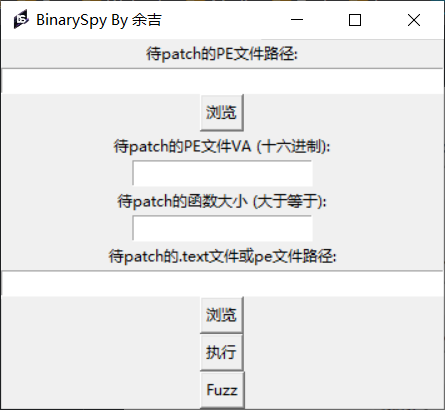 BinarySpy By 余吉
待patch的PE文件路径:
浏览
待patch的PE文件VA (十六进制):
待patch的函数大小 (大于等于):
待patch的.text文件或pe文件路径:
浏览
执行
Fuzz